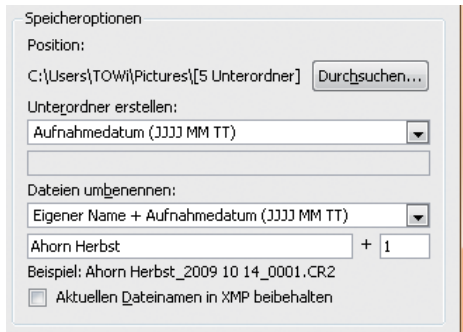 Speicheroptionen
Position:
C:\Users\TOWi\Pictures\[5 Unterordner] Durchsuchen...
Unterordner erstellen:
Aufnahmedatum (JJJJ MM TT)
Dateien umbenennen:
Eigener Name + Aufnahmedatum (JJJJ MM TT)
Ahorn Herbst + 1
Beispiel: Ahorn Herbst_2009 10 14_0001.CR2
Aktuellen Dateinamen in XMP beibehalten